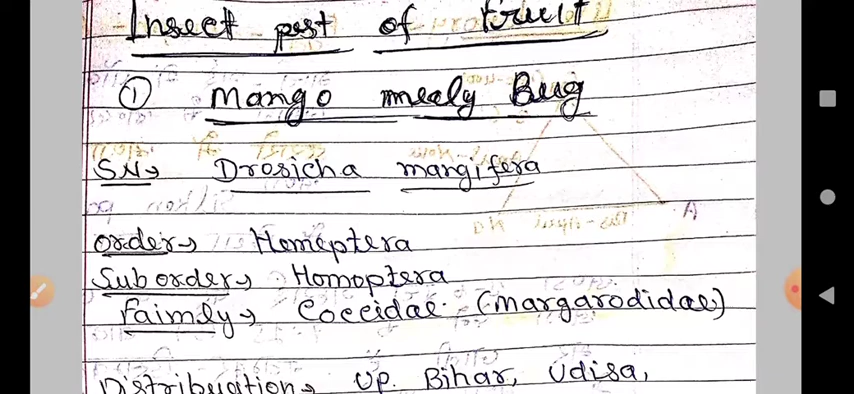 Insect pest of fruit
① Mango mealy Bug
SN→ Drosicha mangifera
order→ Homeptera
Sub order→ Homoptera
Faimly→ Coccidae (Margarodidae)
Distribuation→ UP. Bihar, Udisa,